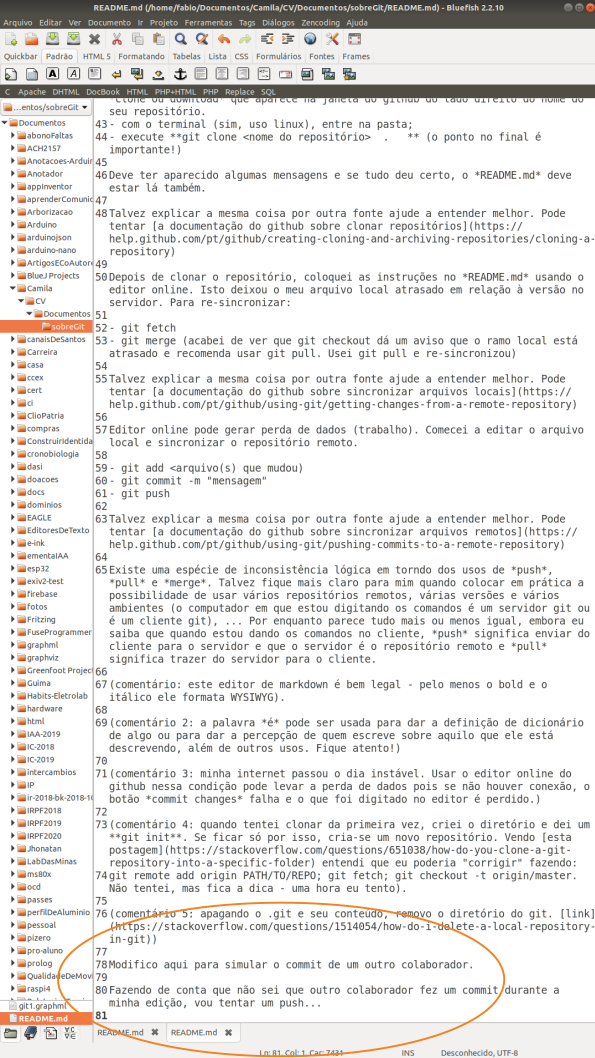 README.md (/home/fabio/Documentos/Camila/CV/Documentos/sobreGit/README.md) - Bluefish 2.2.10
Arquivo Editar Ver Documento Ir Projeto Ferramentas Tags Diálogos Zencoding Ajuda
Quickbar Padrão HTML 5 Formatando Tabelas Lista CSS Formulários Fontes Frames
C Apache DHTML DocBook HTML PHP+HTML PHP Replace SQL
...entos/sobreGit
Documentos
abonoFaltas
ACH2157
Anotacoes-Arduin
Anotador
appInventor
aprenderComunic
Arborizacao
Arduino
arduinojson
arduino-nano
ArtigosECoAutore
BlueJ Projects
Camila
CV
Documentos
sobreGit
canaisDeSantos
Carreira
casa
ccex
cert
ci
ClioPatria
compras
ConstruirIdentida
cronobiologia
dasi
doacoes
docs
dominios
EAGLE
EditoresDeTexto
e-ink
ementaIAA
esp32
exiv2-test
firebase
fotos
Fritzing
FuseProgrammer
graphml
graphviz
Greenfoot Project
Guima
Habits-Eletrolab
hardware
html
IAA-2019
IC-2018
IC-2019
intercambios
IP
ir-2018-bk-2018-10
IRPF2018
IRPF2019
IRPF2020
Jhonatan
LabDasMinas
ms80x
ocd
passes
perfilDeAluminio
pessoal
pizero
pro-aluno
prolog
QualidadeDeMovi
raspi4
git1.graphml
README.md
"clone ou download" que aparece na janela do github do lado direito do nome do
seu repositório.
43 - com o terminal (sim, uso linux), entre na pasta;
44 - execute **git clone <nome do repositório>  .   ** (o ponto no final é
importante!)
45
46 Deve ter aparecido algumas mensagens e se tudo deu certo, o *README.md* deve
estar lá também.
47
48 Talvez explicar a mesma coisa por outra fonte ajude a entender melhor. Pode
tentar [a documentação do github sobre clonar repositórios](https://
help.github.com/pt/github/creating-cloning-and-archiving-repositories/cloning-a-
repository)
49
50 Depois de clonar o repositório, coloquei as instruções no *README.md* usando o
editor online. Isto deixou o meu arquivo local atrasado em relação à versão no
servidor. Para re-sincronizar:
51
52 - git fetch
53 - git merge (acabei de ver que git checkout dá um aviso que o ramo local está
atrasado e recomenda usar git pull. Usei git pull e re-sincronizou)
54
55 Talvez explicar a mesma coisa por outra fonte ajude a entender melhor. Pode
tentar [a documentação do github sobre sincronizar arquivos locais](https://
help.github.com/pt/github/using-git/getting-changes-from-a-remote-repository)
56
57 Editor online pode gerar perda de dados (trabalho). Comecei a editar o arquivo
local e sincronizar o repositório remoto.
58
59 - git add <arquivo(s) que mudou)
60 - git commit -m "mensagem"
61 - git push
62
63 Talvez explicar a mesma coisa por outra fonte ajude a entender melhor. Pode
tentar [a documentação do github sobre sincronizar arquivos remotos](https://
help.github.com/pt/github/using-git/pushing-commits-to-a-remote-repository)
64
65 Existe uma espécie de inconsistência lógica em torndo dos usos de *push*,
*pull* e *merge*. Talvez fique mais claro para mim quando colocar em prática a
possibilidade de usar vários repositórios remotos, várias versões e vários
ambientes (o computador em que estou digitando os comandos é um servidor git ou
é um cliente git), ... Por enquanto parece tudo mais ou menos igual, embora eu
saiba que quando estou dando os comandos no cliente, *push* significa enviar do
cliente para o servidor e que o servidor é o repositório remoto e *pull*
significa trazer do servidor para o cliente.
66
67 (comentário: este editor de markdown é bem legal - pelo menos o bold e o
itálico ele formata WYSIWYG).
68
69 (comentário 2: a palavra *é* pode ser usada para dar a definição de dicionário
de algo ou para dar a percepção de quem escreve sobre aquilo que ele está
descrevendo, além de outros usos. Fique atento!)
70
71 (comentário 3: minha internet passou o dia instável. Usar o editor online do
github nessa condição pode levar a perda de dados pois se não houver conexão, o
botão *commit changes* falha e o que foi digitado no editor é perdido.)
72
73 (comentário 4: quando tentei clonar da primeira vez, criei o diretório e dei um
**git init**. Se ficar só por isso, cria-se um novo repositório. Vendo [esta
postagem](https://stackoverflow.com/questions/651038/how-do-you-clone-a-git-
repository-into-a-specific-folder) entendi que eu poderia "corrigir" fazendo:
74 git remote add origin PATH/TO/REPO; git fetch; git checkout -t origin/master.
Não tentei, mas fica a dica - uma hora eu tento).
75
76 (comentário 5: apagando o .git e seu conteúdo, removo o diretório do git. [link]
(https://stackoverflow.com/questions/1514054/how-do-i-delete-a-local-repository-
in-git))
77
78 Modifico aqui para simular o commit de um outro colaborador.
79
80 Fazendo de conta que não sei que outro colaborador fez um commit durante a
minha edição, vou tentar um push...
81
README.md README.md
Ln: 81, Col: 1, Car: 7431 INS Desconhecido, UTF-8